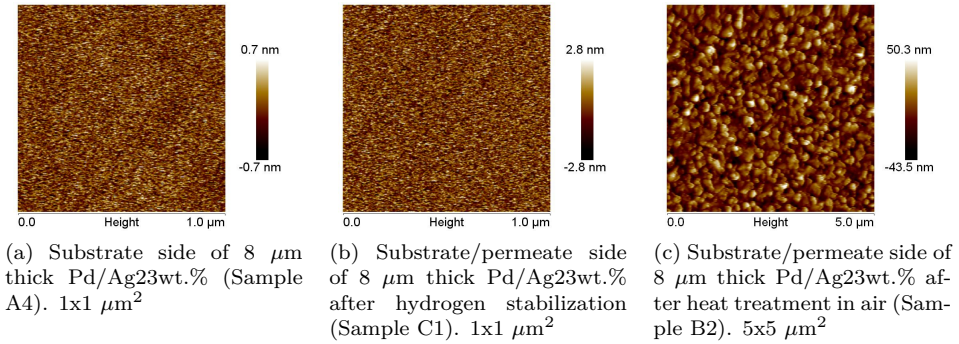 0.7 nm
-0.7 nm
0.0 Height 1.0 μm
2.8 nm
-2.8 nm
0.0 Height 1.0 μm
50.3 nm
-43.5 nm
0.0 Height 5.0 μm
(a) Substrate side of 8 μm
thick Pd/Ag23wt.% (Sample
A4). 1x1 μm²
(b) Substrate/permeate side
of 8 μm thick Pd/Ag23wt.%
after hydrogen stabilization
(Sample C1). 1x1 μm²
(c) Substrate/permeate side of
8 μm thick Pd/Ag23wt.% af-
ter heat treatment in air (Sam-
ple B2). 5x5 μm²